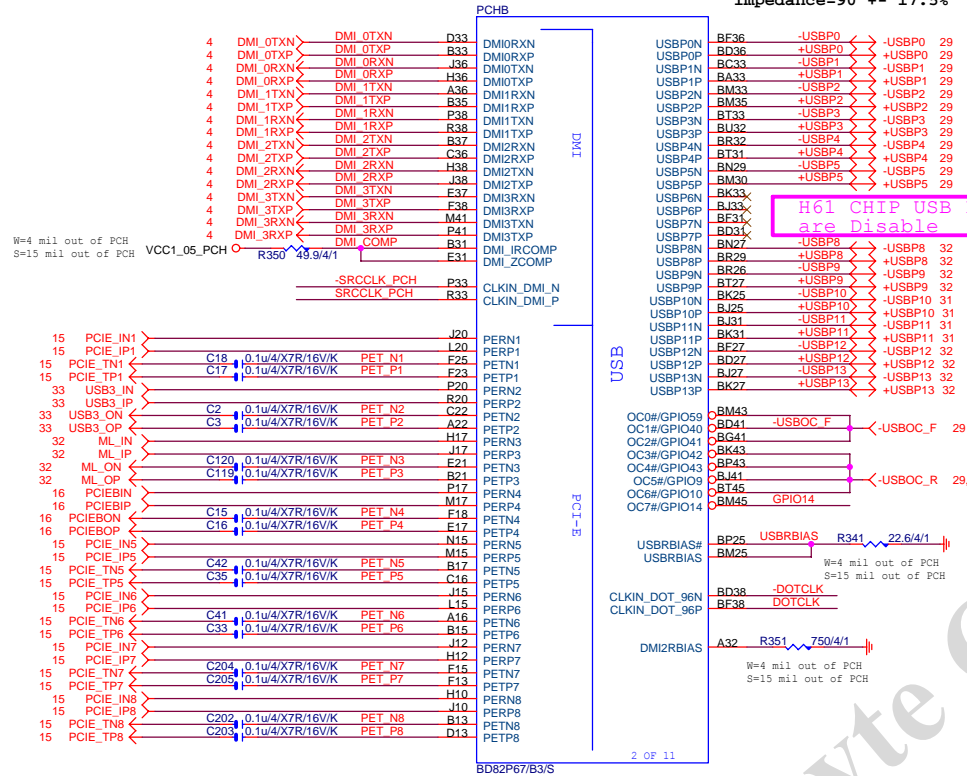 PCHB
Impedance=90 +- 17.5%
4 DMI_0TXN DMI_0TXN D33 DMI0RXN USBP0N BF36 -USBP0 -USBP0 29
4 DMI_0TXP DMI_0TXP B33 DMI0RXP USBP0P BD36 +USBP0 +USBP0 29
4 DMI_0RXN DMI_0RXN J36 DMI0TXN USBP1N BC33 -USBP1 -USBP1 29
4 DMI_0RXP DMI_0RXP H36 DMI0TXP USBP1P BA33 +USBP1 +USBP1 29
4 DMI_1TXN DMI_1TXN A36 DMI1RXN USBP2N BM33 -USBP2 -USBP2 29
4 DMI_1TXP DMI_1TXP B35 DMI1RXP USBP2P BM35 +USBP2 +USBP2 29
4 DMI_1RXN DMI_1RXN P38 DMI1TXN USBP3N BT33 -USBP3 -USBP3 29
4 DMI_1RXP DMI_1RXP R38 DMI1TXP USBP3P BU32 +USBP3 +USBP3 29
4 DMI_2TXN DMI_2TXN B37 DMI2RXN USBP4N BR32 -USBP4 -USBP4 29
4 DMI_2TXP DMI_2TXP C36 DMI2RXP USBP4P BT31 +USBP4 +USBP4 29
4 DMI_2RXN DMI_2RXN H38 DMI2TXN USBP5N BN29 -USBP5 -USBP5 29
4 DMI_2RXP DMI_2RXP J38 DMI2TXP USBP5P BM30 +USBP5 +USBP5 29
4 DMI_3TXN DMI_3TXN E37 DMI3RXN USBP6N BK33
4 DMI_3TXP DMI_3TXP F38 DMI3RXP USBP6P BJ33
4 DMI_3RXN DMI_3RXN M41 DMI3TXN USBP7N BF31
4 DMI_3RXP DMI_3RXP P41 DMI3TXP USBP7P BD31
H61 CHIP USB
are Disable
DMI
W=4 mil out of PCH
S=15 mil out of PCH
VCC1_05_PCH R350 49.9/4/1 DMI_COMP B31 DMI_IRCOMP USBP8N BN27 -USBP8 -USBP8 32
E31 DMI_ZCOMP USBP8P BR29 +USBP8 +USBP8 32
USBP9N BR26 -USBP9 -USBP9 32
-SRCCLK_PCH P33 CLKIN_DMI_N USBP9P BT27 +USBP9 +USBP9 32
SRCCLK_PCH R33 CLKIN_DMI_P USBP10N BK25 -USBP10 -USBP10 31
USBP10P BJ25 +USBP10 +USBP10 31
USBP11N BJ31 -USBP11 -USBP11 31
15 PCIE_IN1 J20 PERN1 USBP11P BK31 +USBP11 +USBP11 31
15 PCIE_IP1 L20 PERP1 USBP12N BF27 -USBP12 -USBP12 32
15 PCIE_TN1 C18 0.1u/4/X7R/16V/K PET_N1 F25 PETN1 USBP12P BD27 +USBP12 +USBP12 32
15 PCIE_TP1 C17 0.1u/4/X7R/16V/K PET_P1 F23 PETP1 USBP13N BJ27 -USBP13 -USBP13 32
33 USB3_IN P20 PERN2 USBP13P BK27 +USBP13 +USBP13 32
USB
33 USB3_IP R20 PERP2
33 USB3_ON C2 0.1u/4/X7R/16V/K PET_N2 C22 PETN2 OC0#/GPIO59 BM43
33 USB3_OP C3 0.1u/4/X7R/16V/K PET_P2 A22 PETP2 OC1#/GPIO40 BD41 -USBOC_F -USBOC_F 29
32 ML_IN H17 PERN3 OC2#/GPIO41 BG41
32 ML_IP J17 PERP3 OC3#/GPIO42 BK43
32 ML_ON C120 0.1u/4/X7R/16V/K PET_N3 E21 PETN3 OC4#/GPIO43 BP43
32 ML_OP C119 0.1u/4/X7R/16V/K PET_P3 B21 PETP3 OC5#/GPIO9 BJ41 -USBOC_R 29,
16 PCIEBIN P17 PERN4 OC6#/GPIO10 BT45
16 PCIEBIP M17 PERP4 OC7#/GPIO14 BM45 GPIO14
PCI-E
16 PCIEBON C15 0.1u/4/X7R/16V/K PET_N4 F18 PETN4
16 PCIEBOP C16 0.1u/4/X7R/16V/K PET_P4 E17 PETP4
15 PCIE_IN5 N15 PERN5 USBRBIAS# BP25 USBRBIAS R341 22.6/4/1
15 PCIE_IP5 M15 PERP5 USBRBIAS BM25
W=4 mil out of PCH
S=15 mil out of PCH
15 PCIE_TN5 C42 0.1u/4/X7R/16V/K PET_N5 B17 PETN5
15 PCIE_TP5 C35 0.1u/4/X7R/16V/K PET_P5 C16 PETP5
15 PCIE_IN6 J15 PERN6 CLKIN_DOT_96N BD38 -DOTCLK
15 PCIE_IP6 L15 PERP6 CLKIN_DOT_96P BF38 DOTCLK
15 PCIE_TN6 C41 0.1u/4/X7R/16V/K PET_N6 A16 PETN6
15 PCIE_TP6 C33 0.1u/4/X7R/16V/K PET_P6 B15 PETP6
15 PCIE_IN7 J12 PERN7 DMI2RBIAS A32 R351 750/4/1
15 PCIE_IP7 H12 PERP7
W=4 mil out of PCH
S=15 mil out of PCH
15 PCIE_TN7 C204 0.1u/4/X7R/16V/K PET_N7 F15 PETN7
15 PCIE_TP7 C205 0.1u/4/X7R/16V/K PET_P7 F13 PETP7
15 PCIE_IN8 H10 PERN8
15 PCIE_IP8 J10 PERP8
15 PCIE_TN8 C202 0.1u/4/X7R/16V/K PET_N8 B13 PETN8
15 PCIE_TP8 C203 0.1u/4/X7R/16V/K PET_P8 D13 PETP8
2 OF 11
BD82P67/B3/S